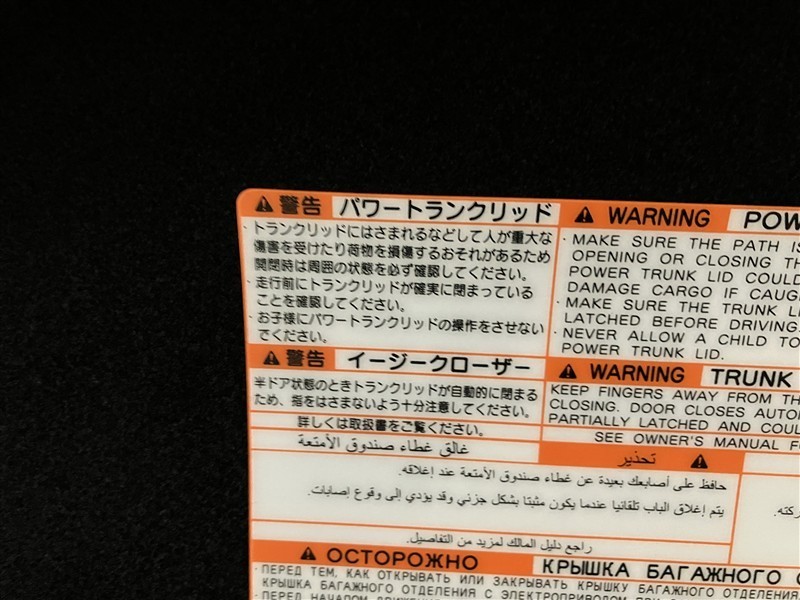 警告 パワートランクリッド
・トランクリッドにはさまれるなどして人が重大な
傷害を受けたり荷物を損傷するおそれがあるため
開閉時は周囲の状態を必ず確認してください。
・走行前にトランクリッドが確実に閉まっている
ことを確認してください。
・お子様にパワートランクリッドの操作をさせない
でください。
警告 イージークローザー
半ドア状態のときトランクリッドが自動的に閉まる
ため、指をはさまないよう十分注意してください。
詳しくは取扱書をご覧ください。
WARNING
· MAKE SURE THE PATH
OPENING OR CLOSING
POWER TRUNK LID
DAMAGE CARGO IF
· MAKE SURE THE TRUNK
LATCHED BEFORE DRIVING.
· NEVER ALLOW A CHILD TO
POWER TRUNK LID.
WARNING TRUNK
KEEP FINGERS AWAY FROM
CLOSING. DOOR CLOSES
PARTIALLY LATCHED AND
SEE OWNER'S MANUAL
غالق غطاء صندوق الأمتعة
تحذير
حافظ على أصابعك بعيدة عن غطاء صندوق الأمتعة عند إغلاقه.
يتم إغلاق الباب تلقائيا عندما يكون مثبتا بشكل جزئي وقد يؤدي إلى وقوع إصابات.
راجع دليل المالك لمزيد من التفاصيل.
ОСТОРОЖНО КРЫШКА БАГАЖНОГО
· ПЕРЕД ТЕМ, КАК ОТКРЫВАТЬ ИЛИ ЗАКРЫВАТЬ КРЫШКУ БАГАЖНОГО ОТДЕЛЕНИЯ
КРЫШКА БАГАЖНОГО ОТДЕЛЕНИЯ С ЭЛЕКТРОПРИВОДОМ
· ПЕРЕД НАЧАЛОМ